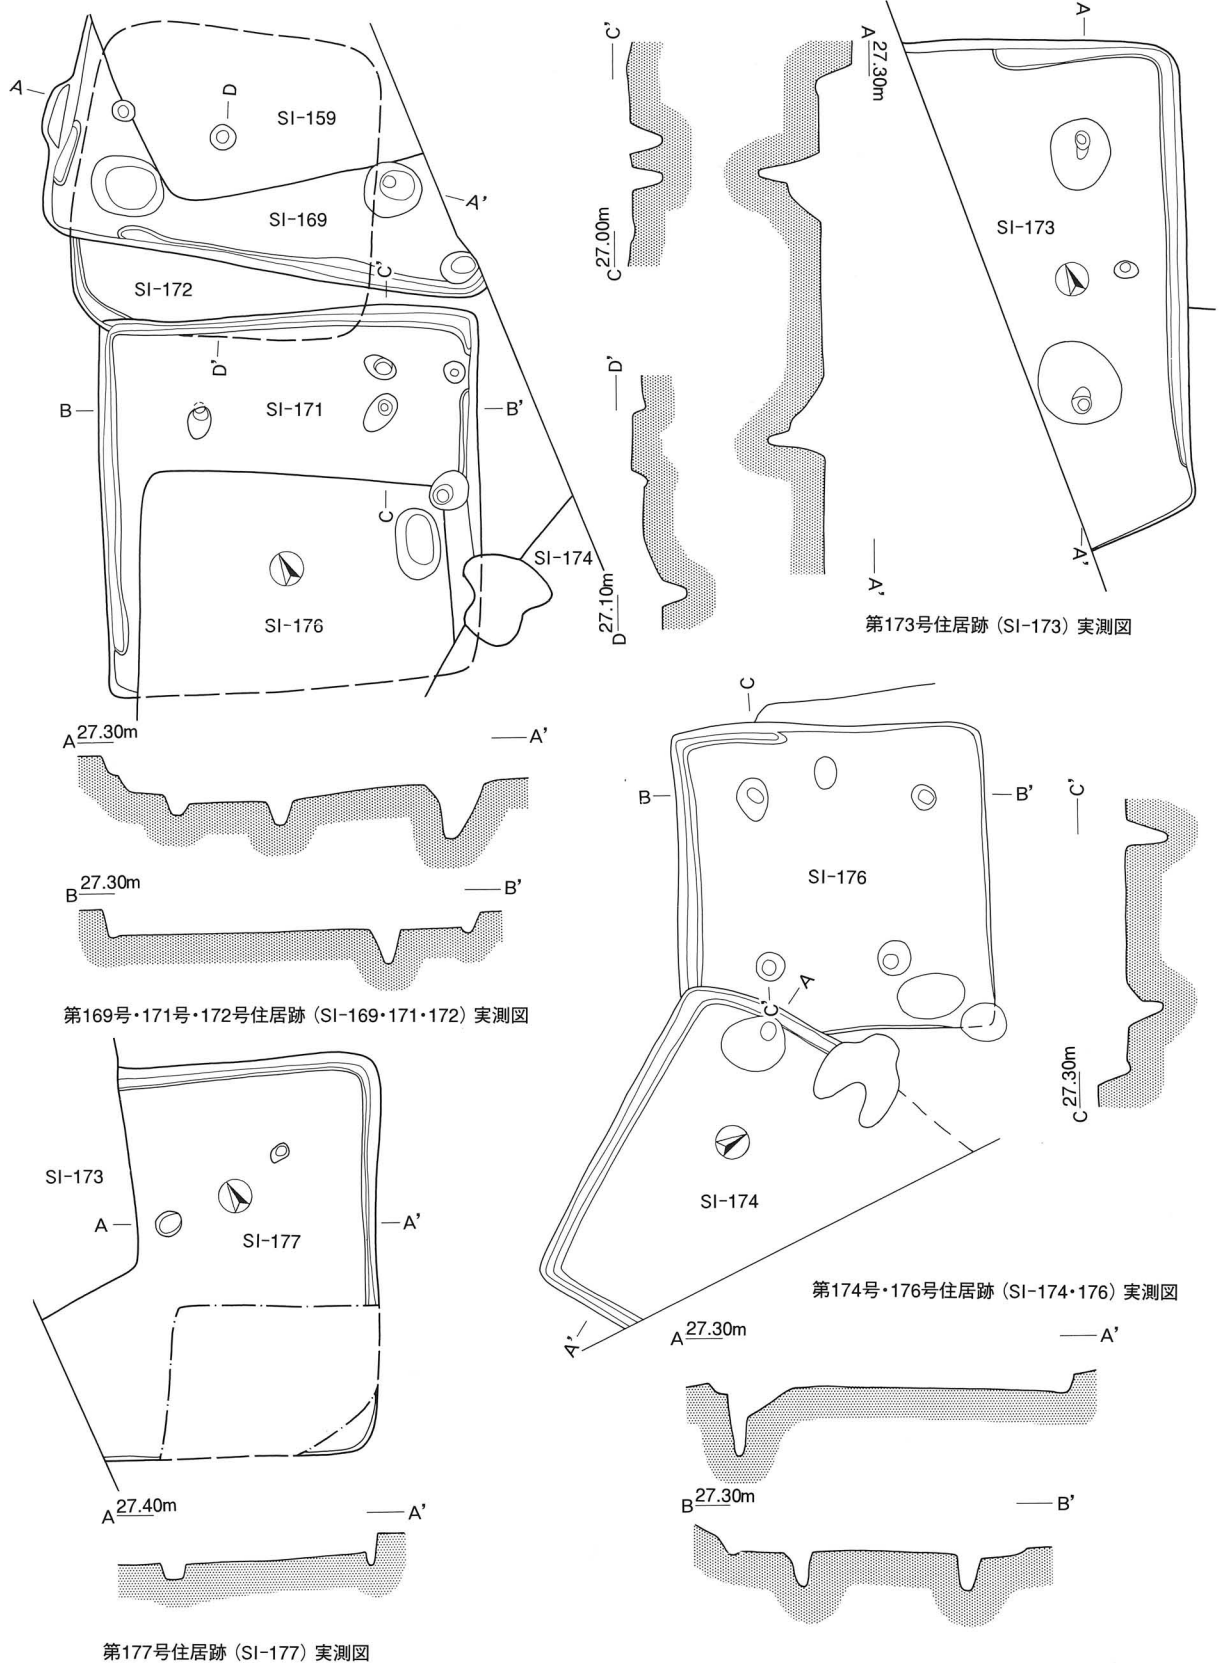 A
D
SI-159
A'
SI-169
SI-172
C'
D'
B
SI-171
B'
C
SI-174
SI-176
A 27.30m
A'
B 27.30m
B'
第169号・171号・172号住居跡（SI-169・171・172）実測図
C'
C 27.00m
D'
D 27.10m
A 27.30m
A'
A
SI-173
A'
第173号住居跡（SI-173）実測図
C
B
B'
SI-176
C'
A
SI-174
A'
C'
C 27.30m
第174号・176号住居跡（SI-174・176）実測図
A 27.30m
A'
B 27.30m
B'
SI-173
A
A'
SI-177
A 27.40m
A'
第177号住居跡（SI-177）実測図